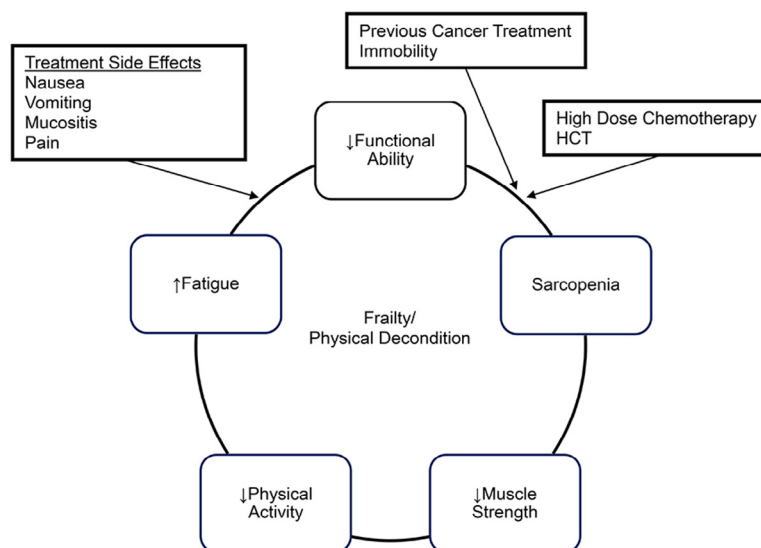 Treatment Side Effects
Nausea
Vomiting
Mucositis
Pain
Previous Cancer Treatment
Immobility
High Dose Chemotherapy
HCT
↓Functional
Ability
↑Fatigue
Sarcopenia
Frailty/
Physical Decondition
↓Physical
Activity
↓Muscle
Strength